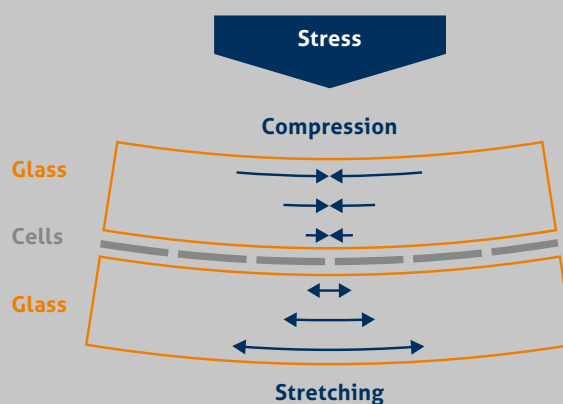 Stress
Compression
Glass
Cells
Glass
Stretching